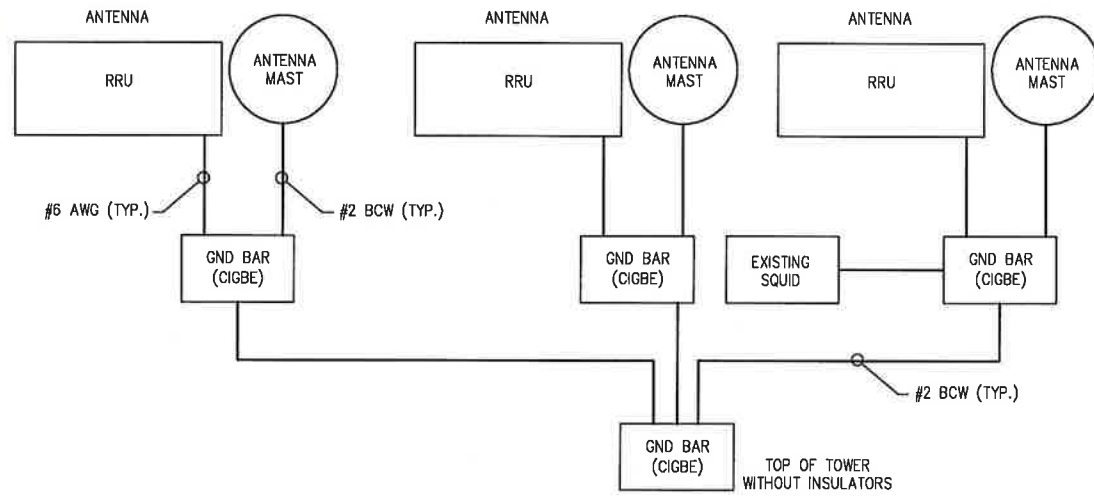 ANTENNA
ANTENNA
ANTENNA
RRU
ANTENNA
MAST
RRU
ANTENNA
MAST
RRU
ANTENNA
MAST
#6 AWG (TYP.)
#2 BCW (TYP.)
GND BAR
(CIGBE)
GND BAR
(CIGBE)
EXISTING
SQUID
GND BAR
(CIGBE)
#2 BCW (TYP.)
GND BAR
(CIGBE)
TOP OF TOWER
WITHOUT INSULATORS